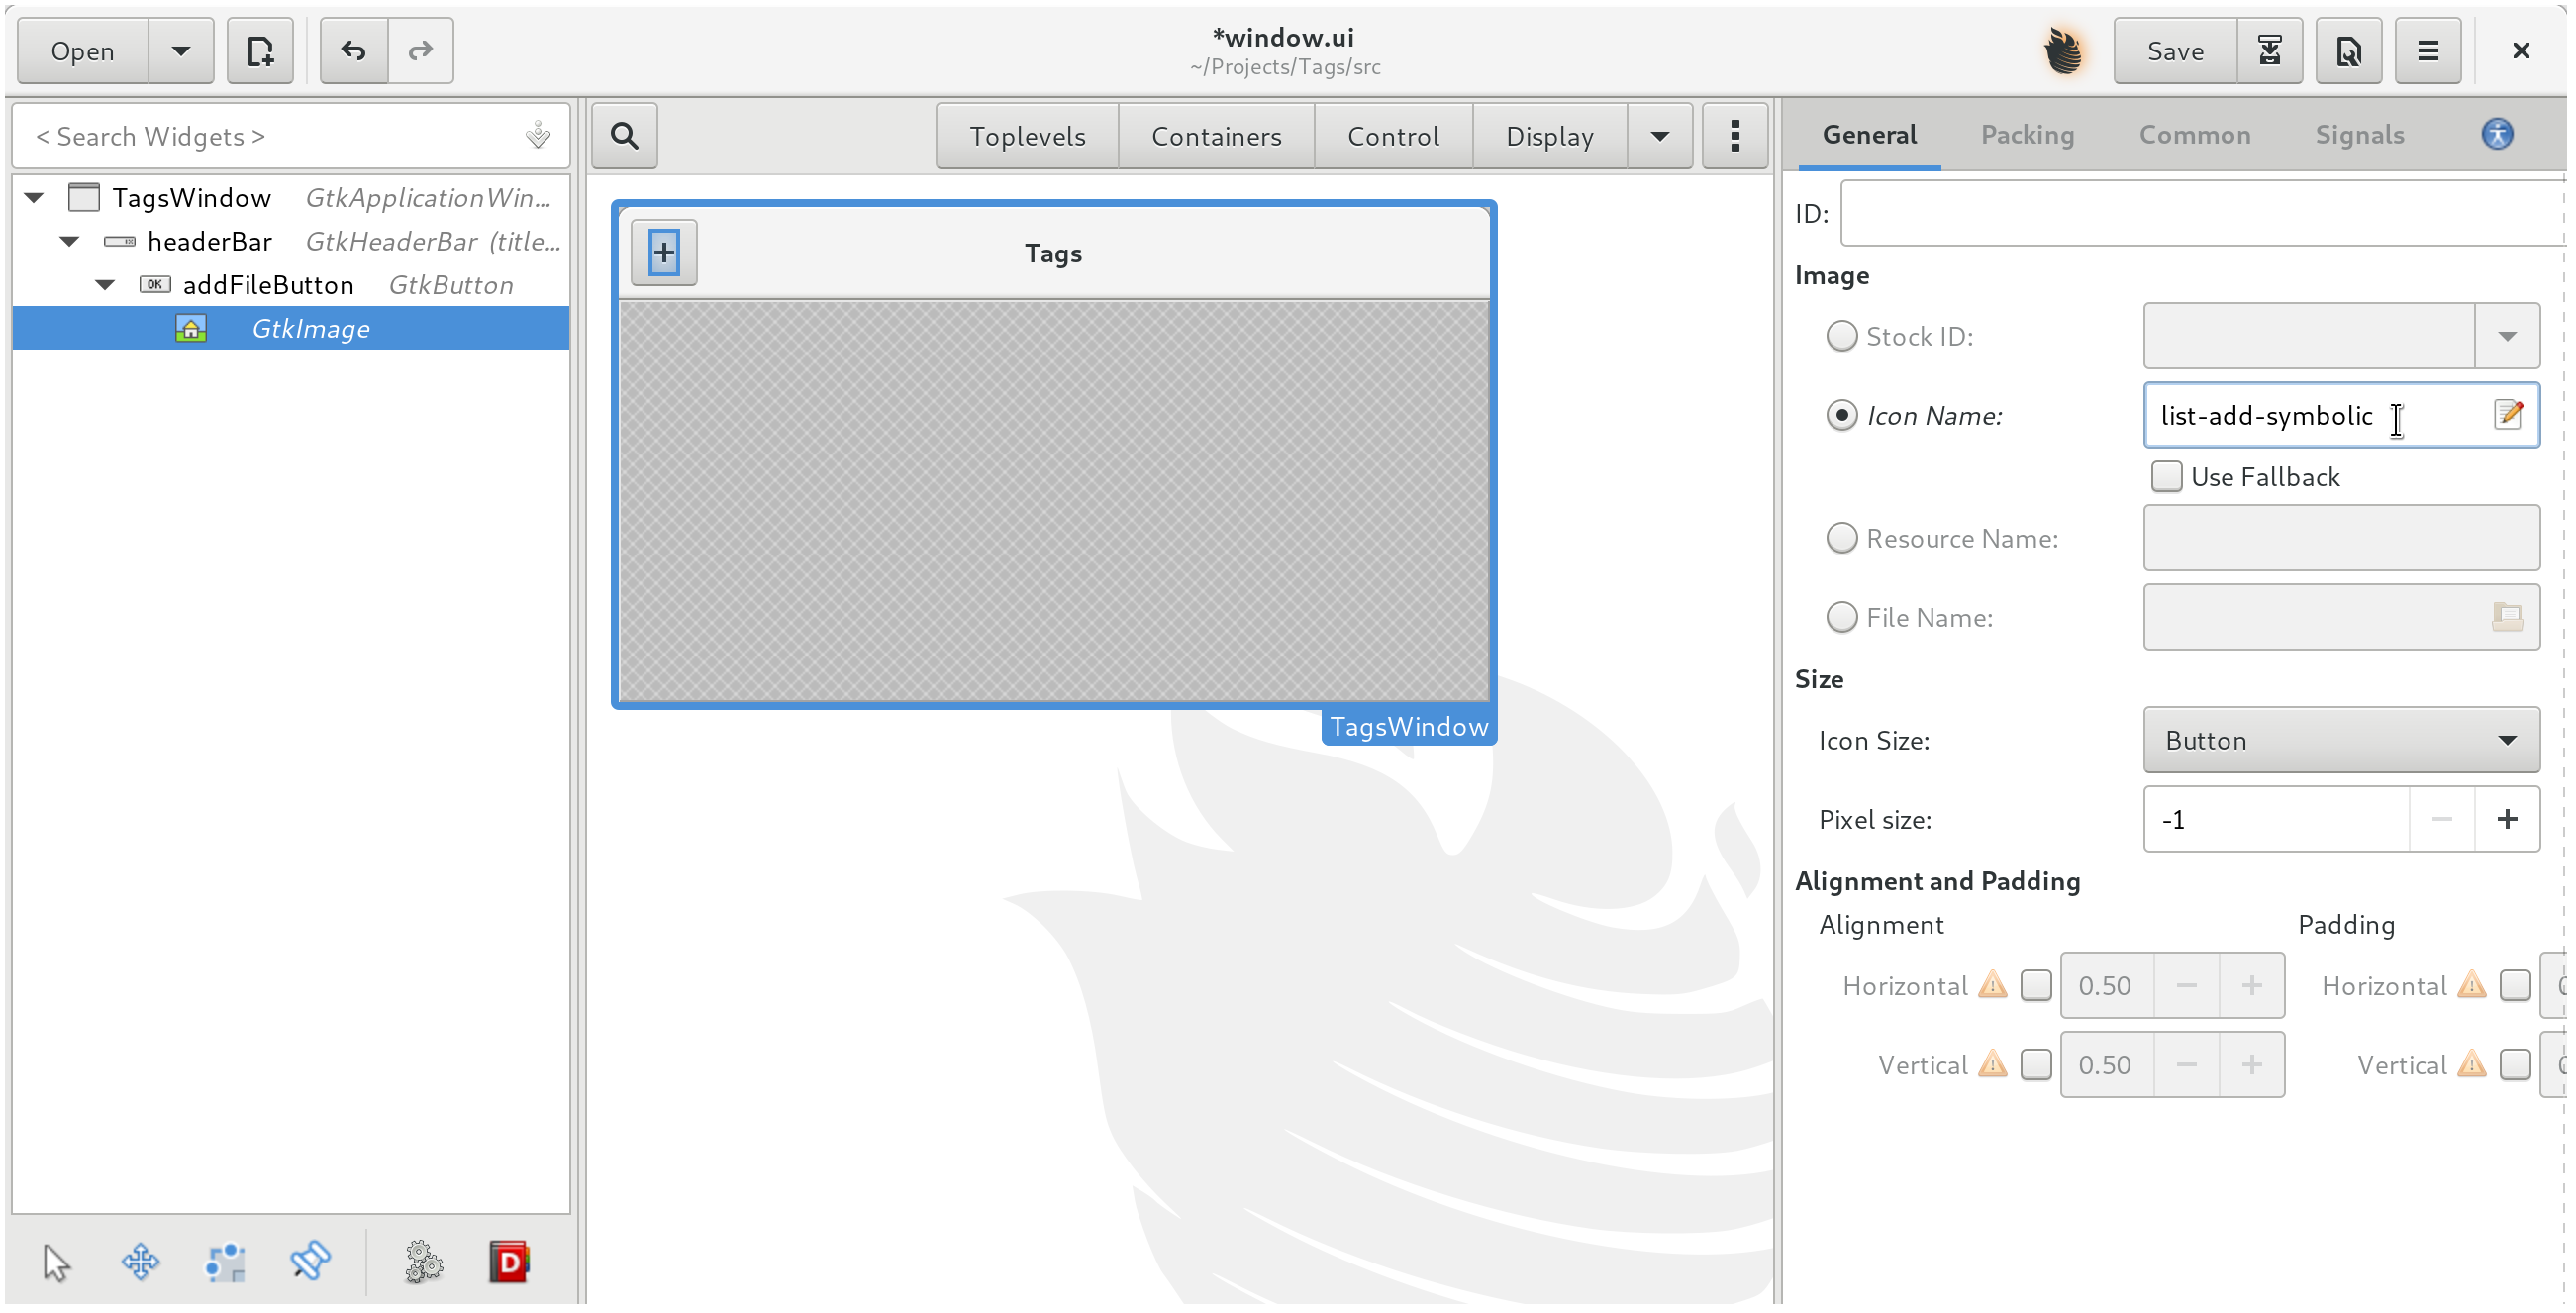 Open
*window.ui
~/Projects/Tags/src
Save
< Search Widgets >
TagsWindow GtkApplicationWin...
headerBar GtkHeaderBar (title...
OK addFileButton GtkButton
GtkImage
Toplevels Containers Control Display
Tags
TagsWindow
General Packing Common Signals
ID:
Image
Stock ID:
Icon Name: list-add-symbolic
Use Fallback
Resource Name:
File Name:
Size
Icon Size: Button
Pixel size: -1
Alignment and Padding
Alignment Padding
Horizontal 0.50 Horizontal
Vertical 0.50 Vertical
D